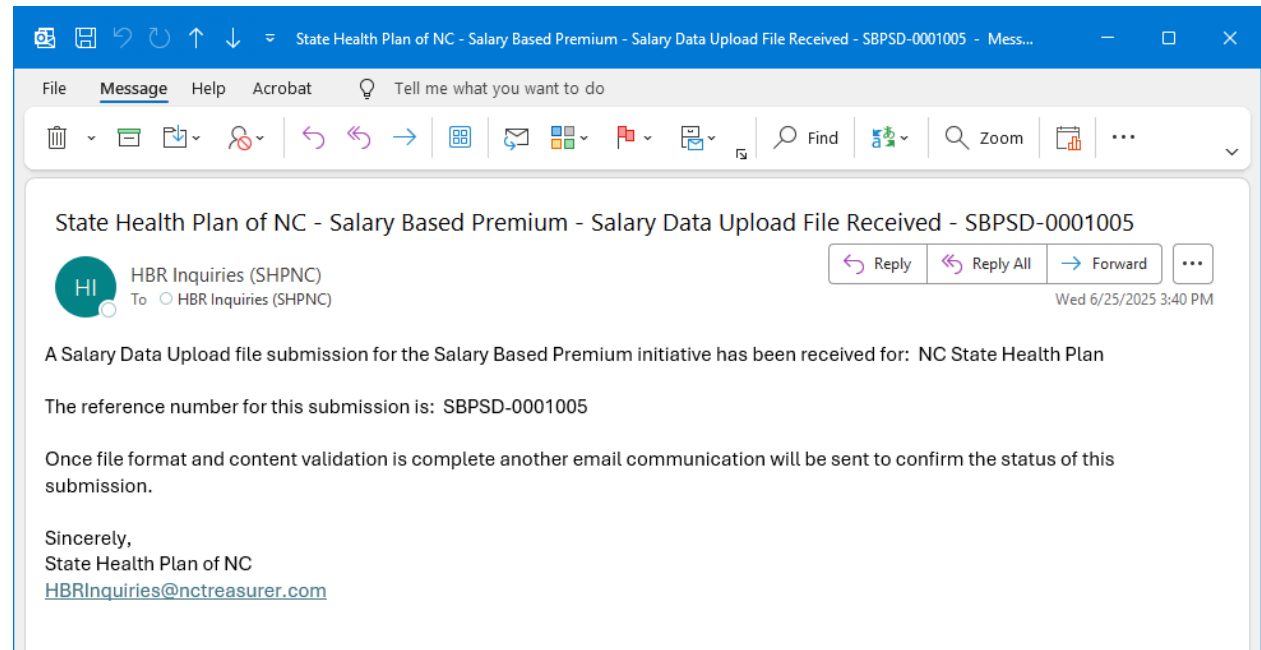 State Health Plan of NC - Salary Based Premium - Salary Data Upload File Received - SBPSD-0001005 - Mess...
File Message Help Acrobat Tell me what you want to do
Find Zoom
State Health Plan of NC - Salary Based Premium - Salary Data Upload File Received - SBPSD-0001005
HI
HBR Inquiries (SHPNC)
To HBR Inquiries (SHPNC)
Reply Reply All Forward
Wed 6/25/2025 3:40 PM
A Salary Data Upload file submission for the Salary Based Premium initiative has been received for: NC State Health Plan
The reference number for this submission is: SBPSD-0001005
Once file format and content validation is complete another email communication will be sent to confirm the status of this
submission.
Sincerely,
State Health Plan of NC
HBRInquiries@nctreasurer.com